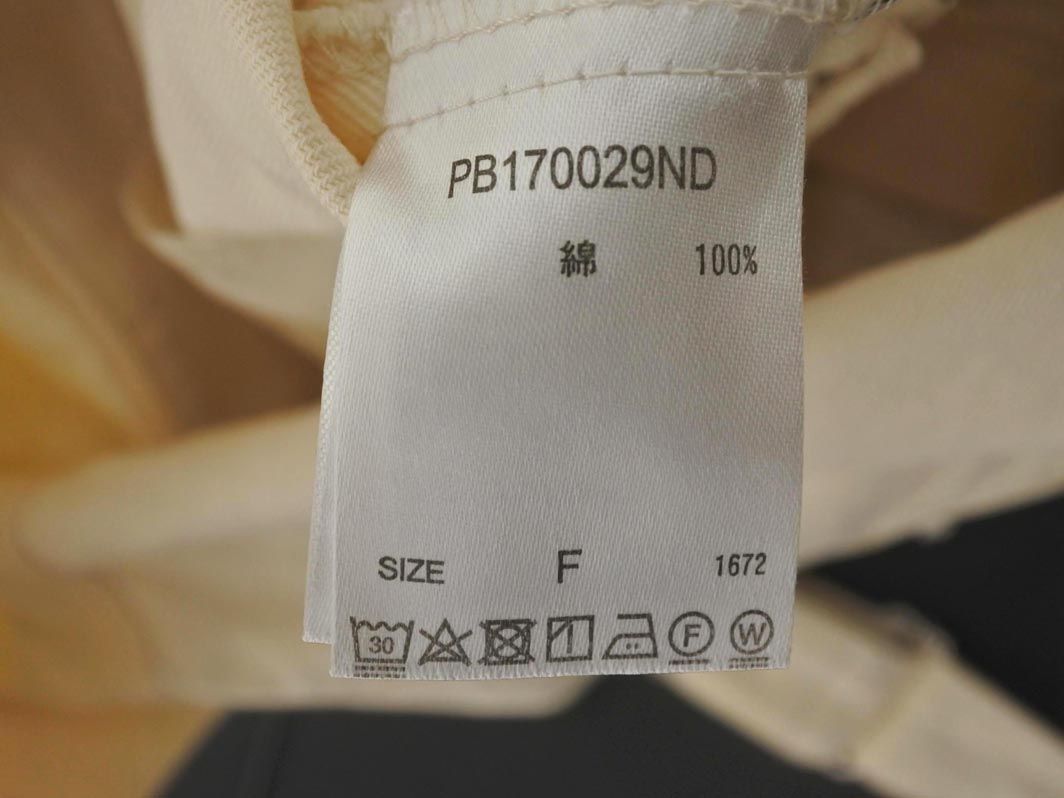 PB170029ND
綿 100%
SIZE F 1672
30 F W